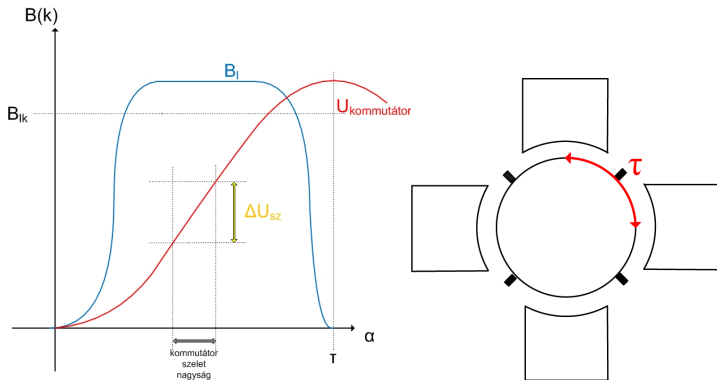 B(k)
Bl
Blk
Ukommutátor
ΔUsz
α
τ
kommutátor
szelet
nagyság
τ